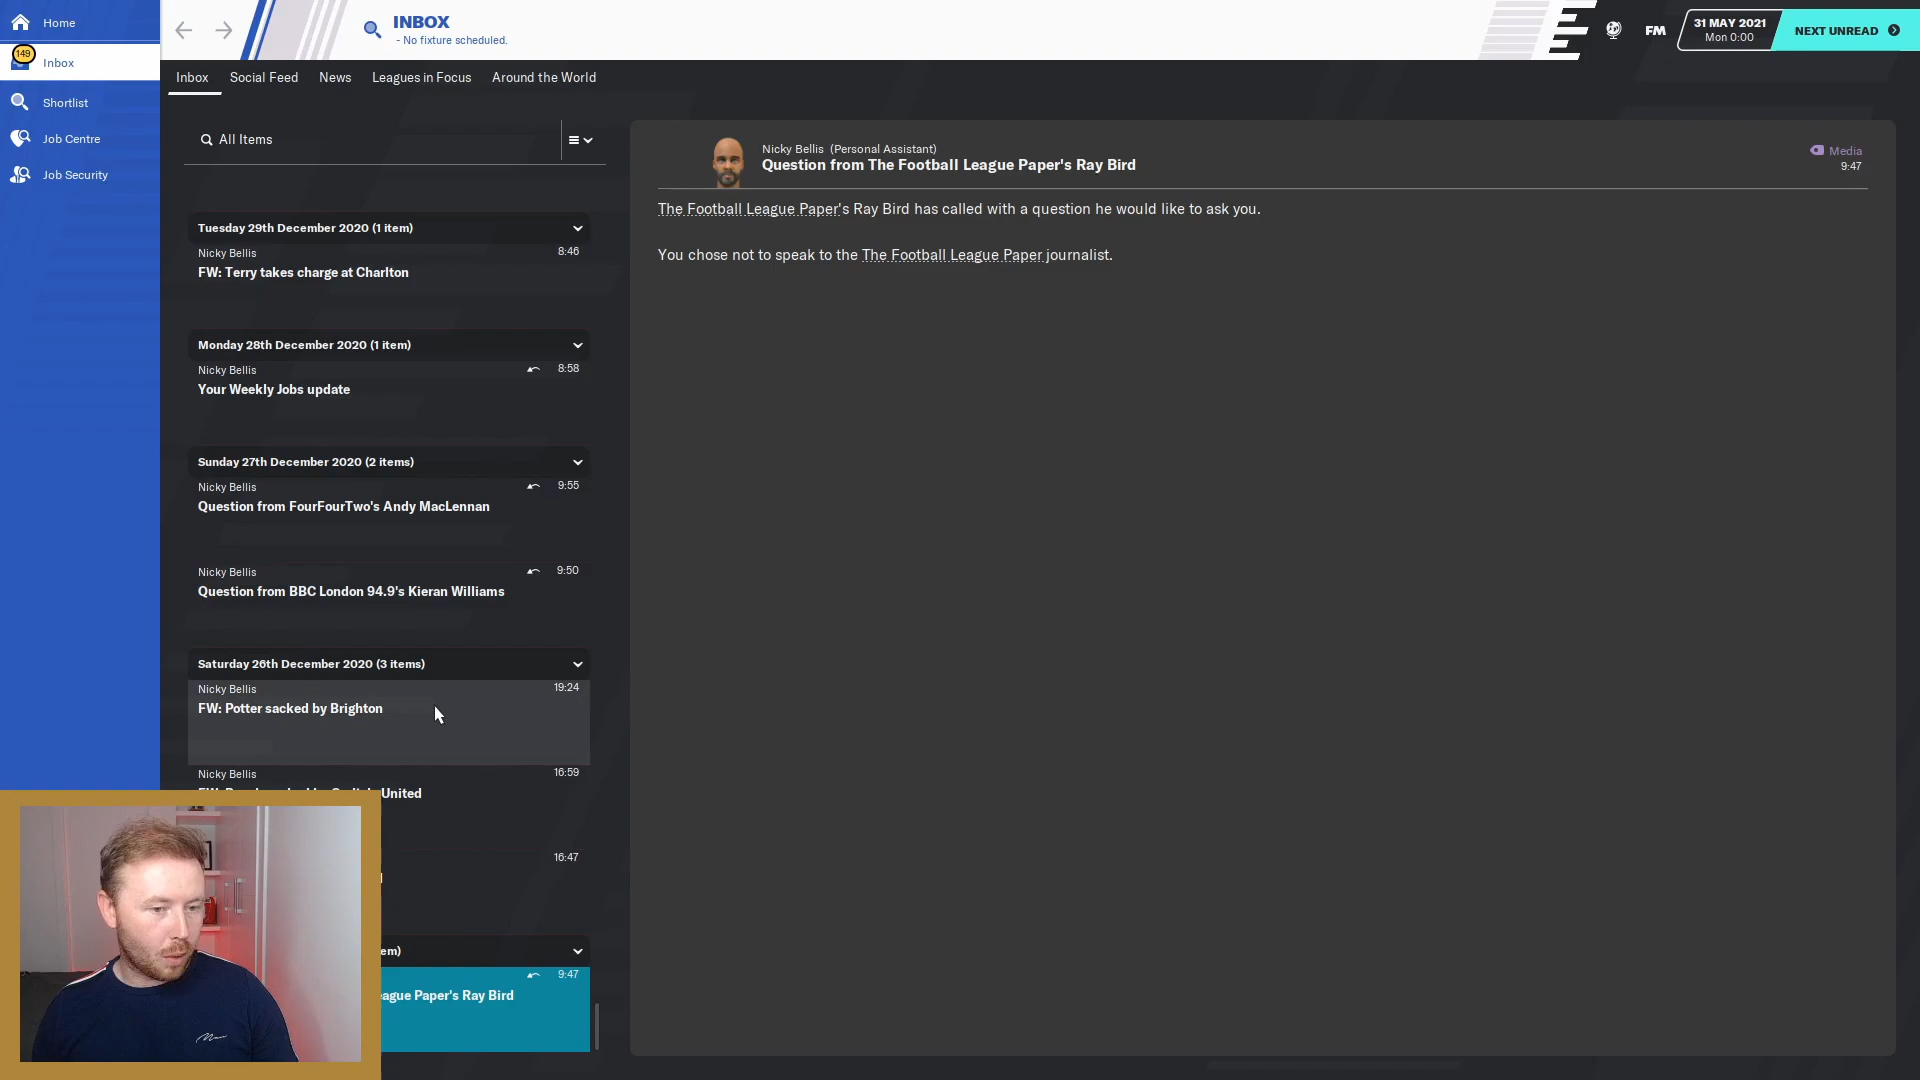 Home
149
Inbox
Shortlist
Job Centre
Job Security
INBOX
- No fixture scheduled.
FM
31 MAY 2021
Mon 0:00
NEXT UNREAD
Inbox
Social Feed
News
Leagues in Focus
Around the World
All Items
Tuesday 29th December 2020 (1 item)
Nicky Bellis
8:46
FW: Terry takes charge at Charlton
Monday 28th December 2020 (1 item)
Nicky Bellis
8:58
Your Weekly Jobs update
Sunday 27th December 2020 (2 items)
Nicky Bellis
9:55
Question from FourFourTwo's Andy MacLennan
Nicky Bellis
9:50
Question from BBC London 94.9's Kieran Williams
Saturday 26th December 2020 (3 items)
Nicky Bellis
19:24
FW: Potter sacked by Brighton
Nicky Bellis
16:59
United
16:47
em)
9:47
eague Paper's Ray Bird
Nicky Bellis (Personal Assistant)
Question from The Football League Paper's Ray Bird
Media
9:47
The Football League Paper's Ray Bird has called with a question he would like to ask you.
You chose not to speak to the The Football League Paper journalist.